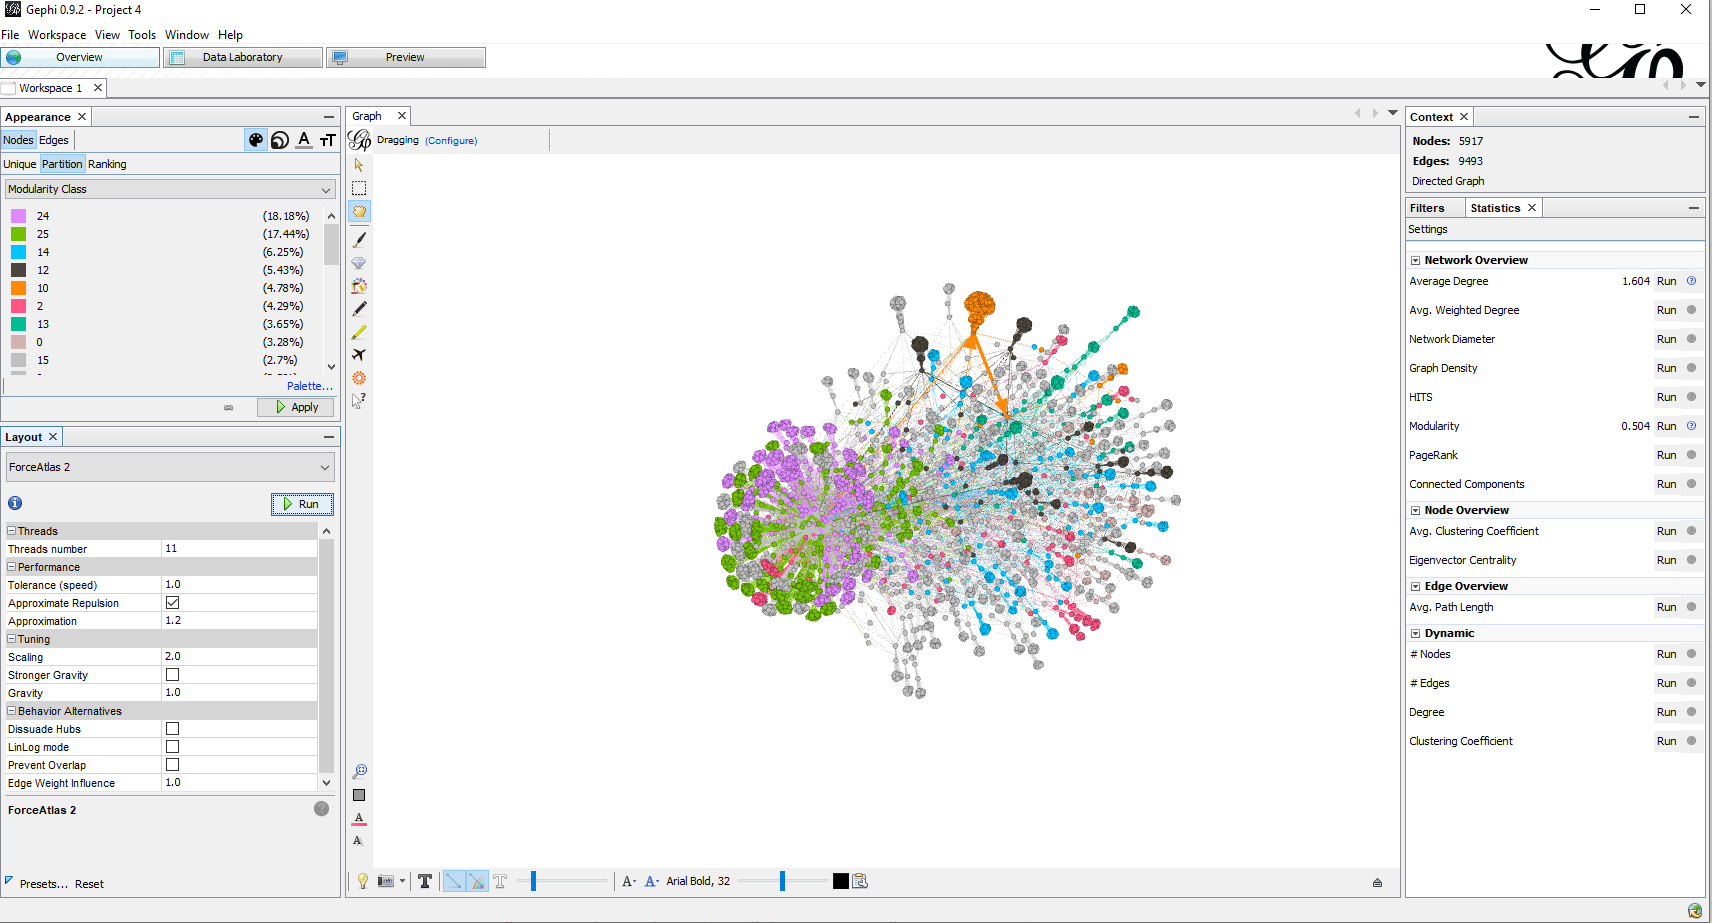 Gephi 0.9.2 - Project 4
File Workspace View Tools Window Help
Overview Data Laboratory Preview
Workspace 1
Appearance
Nodes Edges
Unique Partition Ranking
Modularity Class
24 (18.18%)
25 (17.44%)
14 (6.25%)
12 (5.43%)
10 (4.78%)
2 (4.29%)
13 (3.65%)
0 (3.28%)
15 (2.7%)
Palette...
Apply
Layout
ForceAtlas 2
Run
Threads
Threads number 11
Performance
Tolerance (speed) 1.0
Approximate Repulsion
Approximation 1.2
Tuning
Scaling 2.0
Stronger Gravity
Gravity 1.0
Behavior Alternatives
Dissuade Hubs
LinLog mode
Prevent Overlap
Edge Weight Influence 1.0
ForceAtlas 2
Presets... Reset
Graph
Dragging (Configure)
Arial Bold, 32
Context
Nodes: 5917
Edges: 9493
Directed Graph
Filters Statistics
Settings
Network Overview
Average Degree 1.604 Run
Avg. Weighted Degree Run
Network Diameter Run
Graph Density Run
HITS Run
Modularity 0.504 Run
PageRank Run
Connected Components Run
Node Overview
Avg. Clustering Coefficient Run
Eigenvector Centrality Run
Edge Overview
Avg. Path Length Run
Dynamic
# Nodes Run
# Edges Run
Degree Run
Clustering Coefficient Run